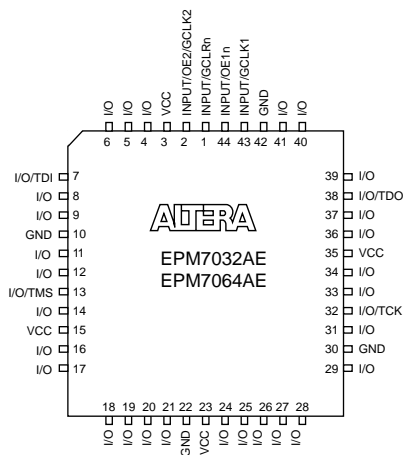 I/O
I/O
I/O
VCC
INPUT/OE2/GCLK2
INPUT/GCLRn
INPUT/OE1n
INPUT/GCLK1
GND
I/O
I/O
6 5 4 3 2 1 44 43 42 41 40
I/O/TDI 7
I/O 8
I/O 9
GND 10
I/O 11
I/O 12
I/O/TMS 13
I/O 14
VCC 15
I/O 16
I/O 17
ALTERA
EPM7032AE
EPM7064AE
39 I/O
38 I/O/TDO
37 I/O
36 I/O
35 VCC
34 I/O
33 I/O
32 I/O/TCK
31 I/O
30 GND
29 I/O
18 19 20 21 22 23 24 25 26 27 28
I/O
I/O
I/O
I/O
GND
VCC
I/O
I/O
I/O
I/O
I/O